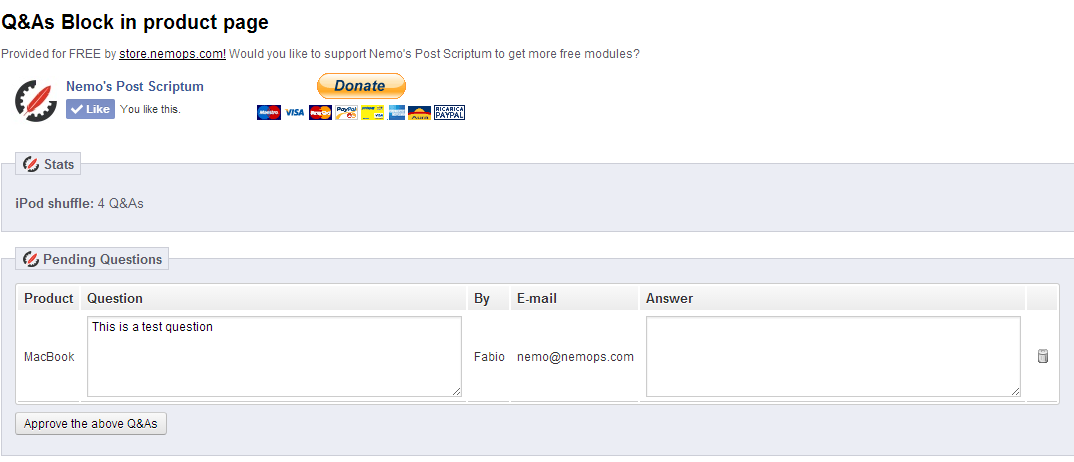 Q&As Block in product page
Provided for FREE by store.nemops.com! Would you like to support Nemo's Post Scriptum to get more free modules?
Nemo's Post Scriptum
Like You like this.
Donate
Maestro VISA MasterCard PayPal VISA Aura RICARICA PAYPAL
Stats
iPod shuffle: 4 Q&As
Pending Questions
Product Question By E-mail Answer
This is a test question
MacBook Fabio nemo@nemops.com
Approve the above Q&As